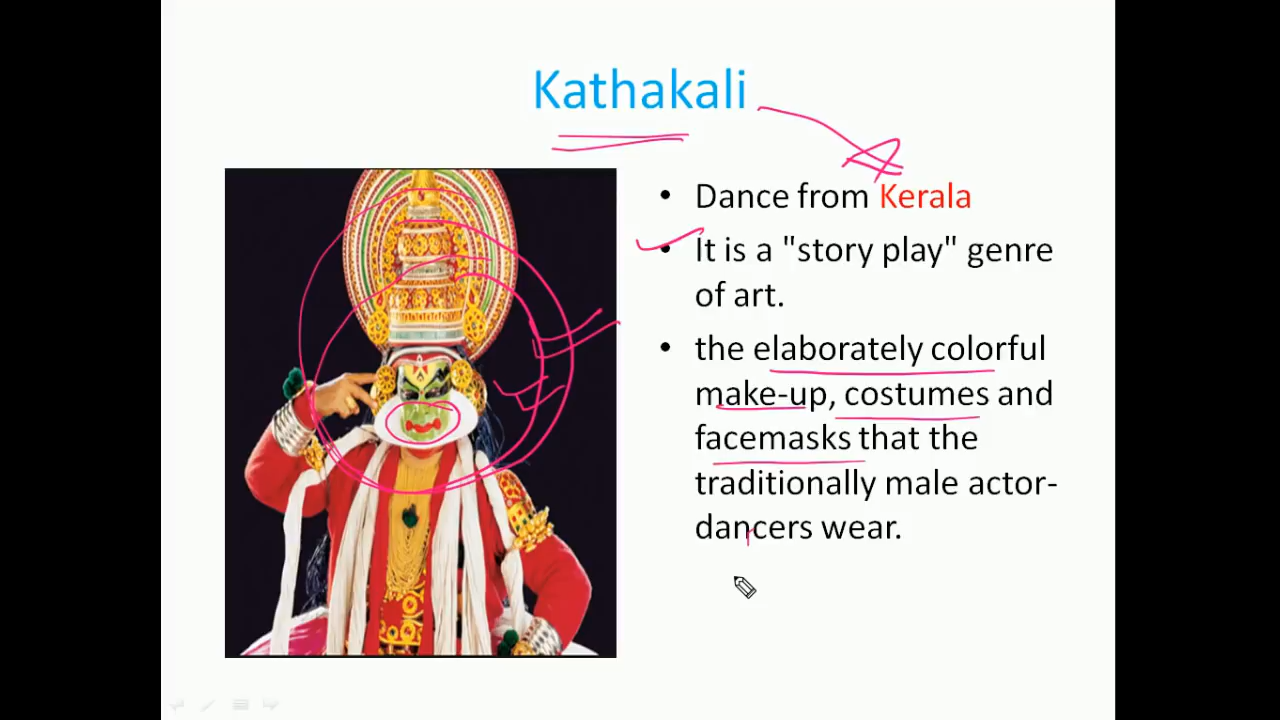 Kathakali
• Dance from Kerala
• It is a "story play" genre
of art.
• the elaborately colorful
make-up, costumes and
facemasks that the
traditionally male actor-
dancers wear.